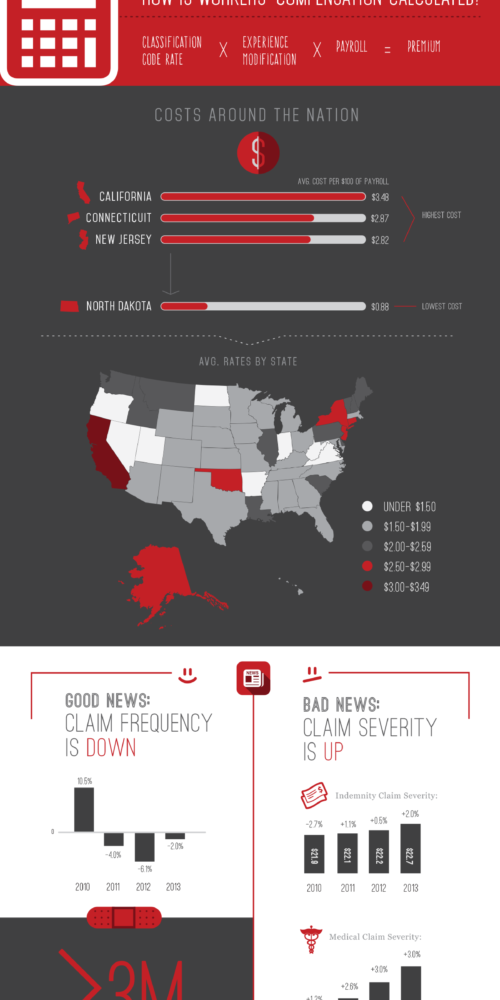 HOW IS WORKERS' COMPENSATION CALCULATED?
CLASSIFICATION
CODE RATE
X
EXPERIENCE
MODIFICATION
X
PAYROLL
=
PREMIUM
COSTS AROUND THE NATION
$
AVG COST PER $100 OF PAYROLL
CALIFORNIA
$3.48
CONNECTICUIT
$2.87
HIGHEST COST
NEW JERSEY
$2.82
NORTH DAKOTA
$0.88
LOWEST COST
AVG. RATES BY STATE
UNDER $1.50
$1.50-$1.99
$2.00-$2.59
$2.50-$2.99
$3.00-$349
NEWS
GOOD NEWS:
CLAIM FREQUENCY
IS DOWN
10.5%
0
-4.0%
-6.1%
-2.0%
2010 2011 2012 2013
>3M
BAD NEWS:
CLAIM SEVERITY
IS UP
$
Indemnity Claim Severity:
-2.7% +1.1% +0.5% +2.0%
$21.9 $22.1 $22.2 $22.7
2010 2011 2012 2013
Medical Claim Severity:
+1.3% +2.6% +3.0% +3.0%